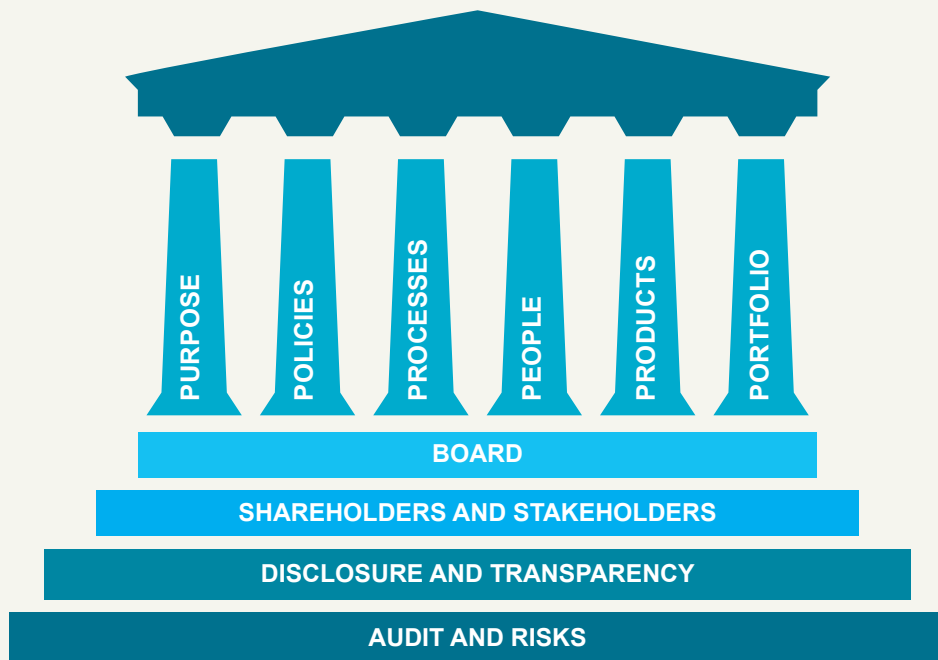 PURPOSE
POLICIES
PROCESSES
PEOPLE
PRODUCTS
PORTFOLIO
BOARD
SHAREHOLDERS AND STAKEHOLDERS
DISCLOSURE AND TRANSPARENCY
AUDIT AND RISKS